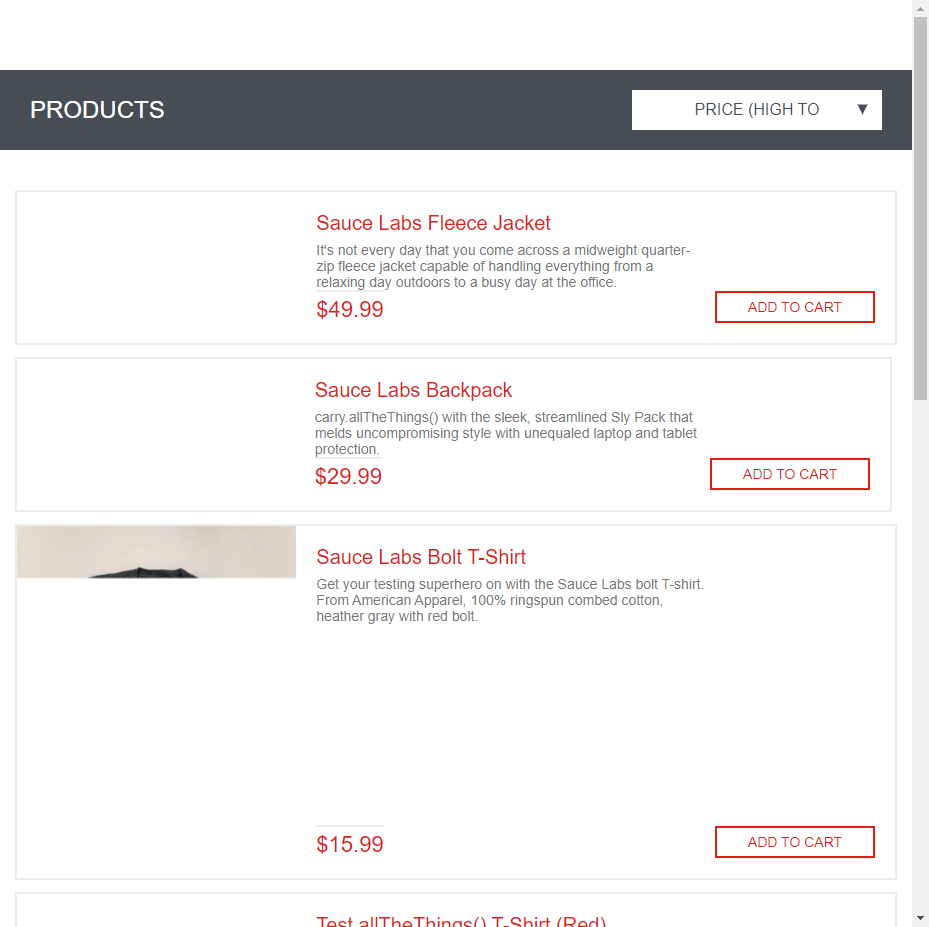 PRODUCTS
PRICE (HIGH TO
▼
Sauce Labs Fleece Jacket
It's not every day that you come across a midweight quarter-
zip fleece jacket capable of handling everything from a
relaxing day outdoors to a busy day at the office.
$49.99
ADD TO CART
Sauce Labs Backpack
carry.allTheThings() with the sleek, streamlined Sly Pack that
melds uncompromising style with unequaled laptop and tablet
protection.
$29.99
ADD TO CART
Sauce Labs Bolt T-Shirt
Get your testing superhero on with the Sauce Labs bolt T-shirt.
From American Apparel, 100% ringspun combed cotton,
heather gray with red bolt.
$15.99
ADD TO CART
Test.allTheThings() T-Shirt (Red)